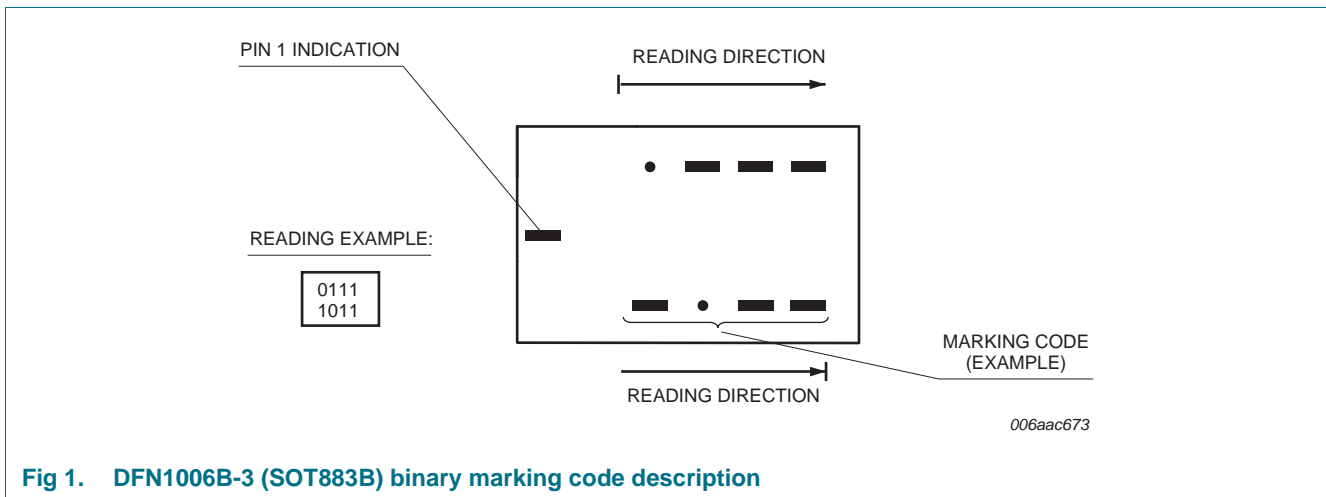 PIN 1 INDICATION
READING DIRECTION
READING EXAMPLE:
0111
1011
MARKING CODE
(EXAMPLE)
READING DIRECTION
006aac673
Fig 1. DFN1006B-3 (SOT883B) binary marking code description